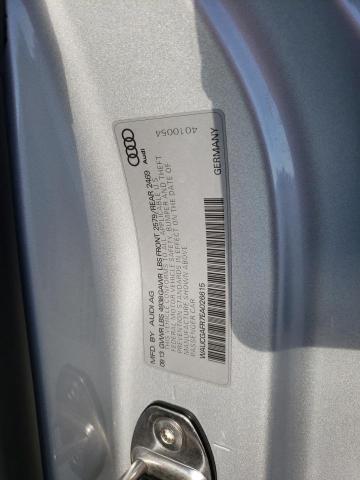 4010054
Audi
MFD. BY AUDI AG
09.13 GVWR LBS 4938 GAWR LBS FRONT 2579/REAR 2469
THIS VEHICLE CONFORMS TO ALL APPLICABLE U.S.
FEDERAL MOTOR VEHICLE SAFETY, BUMPER AND THEFT
PREVENTION STANDARDS IN EFFECT ON THE DATE OF
MANUFACTURE SHOWN ABOVE.
PASSENGER CAR
WAUCGAFR7EA026615
GERMANY